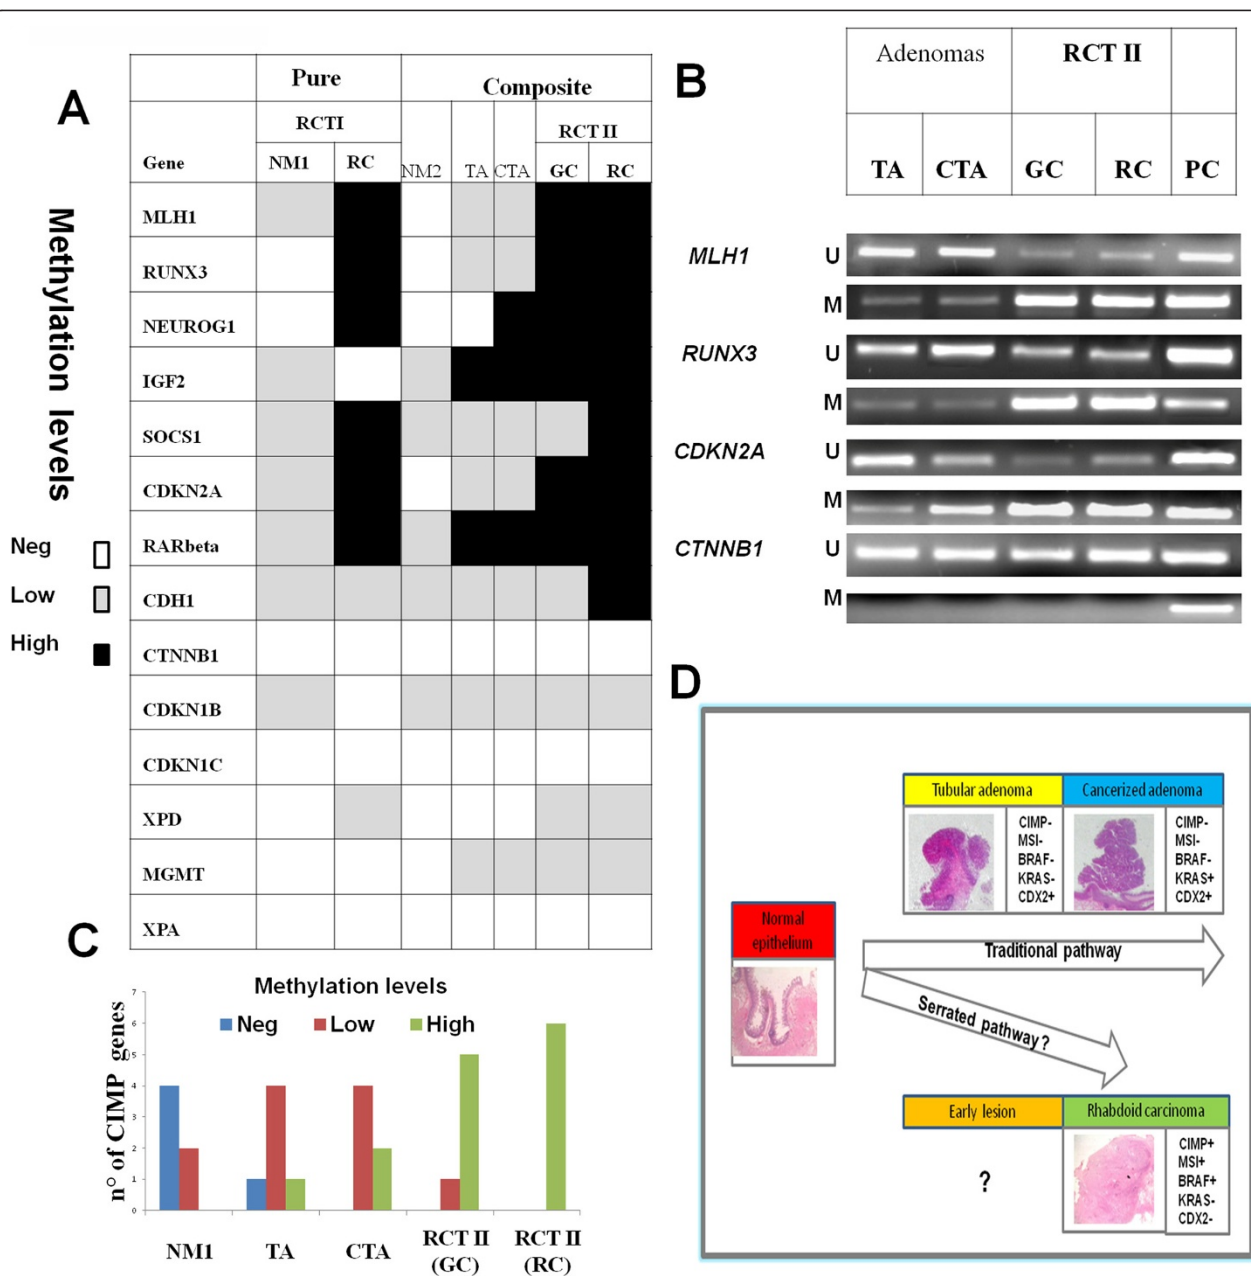 A
Pure
Composite
RCTI
RCT II
Gene
NM1
RC
NM2
TA
CTA
GC
RC
MLH1
RUNX3
NEUROG1
IGF2
SOCS1
CDKN2A
RARbeta
CDH1
CTNNB1
CDKN1B
CDKN1C
XPD
MGMT
XPA
Methylation levels
Neg
Low
High
B
Adenomas
RCT II
TA
CTA
GC
RC
PC
MLH1
U
M
RUNX3
U
M
CDKN2A
U
M
CTNNB1
U
M
C
Methylation levels
Neg
Low
High
n° of CIMP genes
7
6
5
4
3
2
1
0
NM1
TA
CTA
RCT II
(GC)
RCT II
(RC)
D
Tubular adenoma
CIMP-
MSI-
BRAF-
KRAS-
CDX2+
Cancerized adenoma
CIMP-
MSI-
BRAF-
KRAS+
CDX2+
Normal
epithelium
Traditional pathway
Serrated pathway?
Early lesion
?
Rhabdoid carcinoma
CIMP+
MSI+
BRAF+
KRAS-
CDX2-